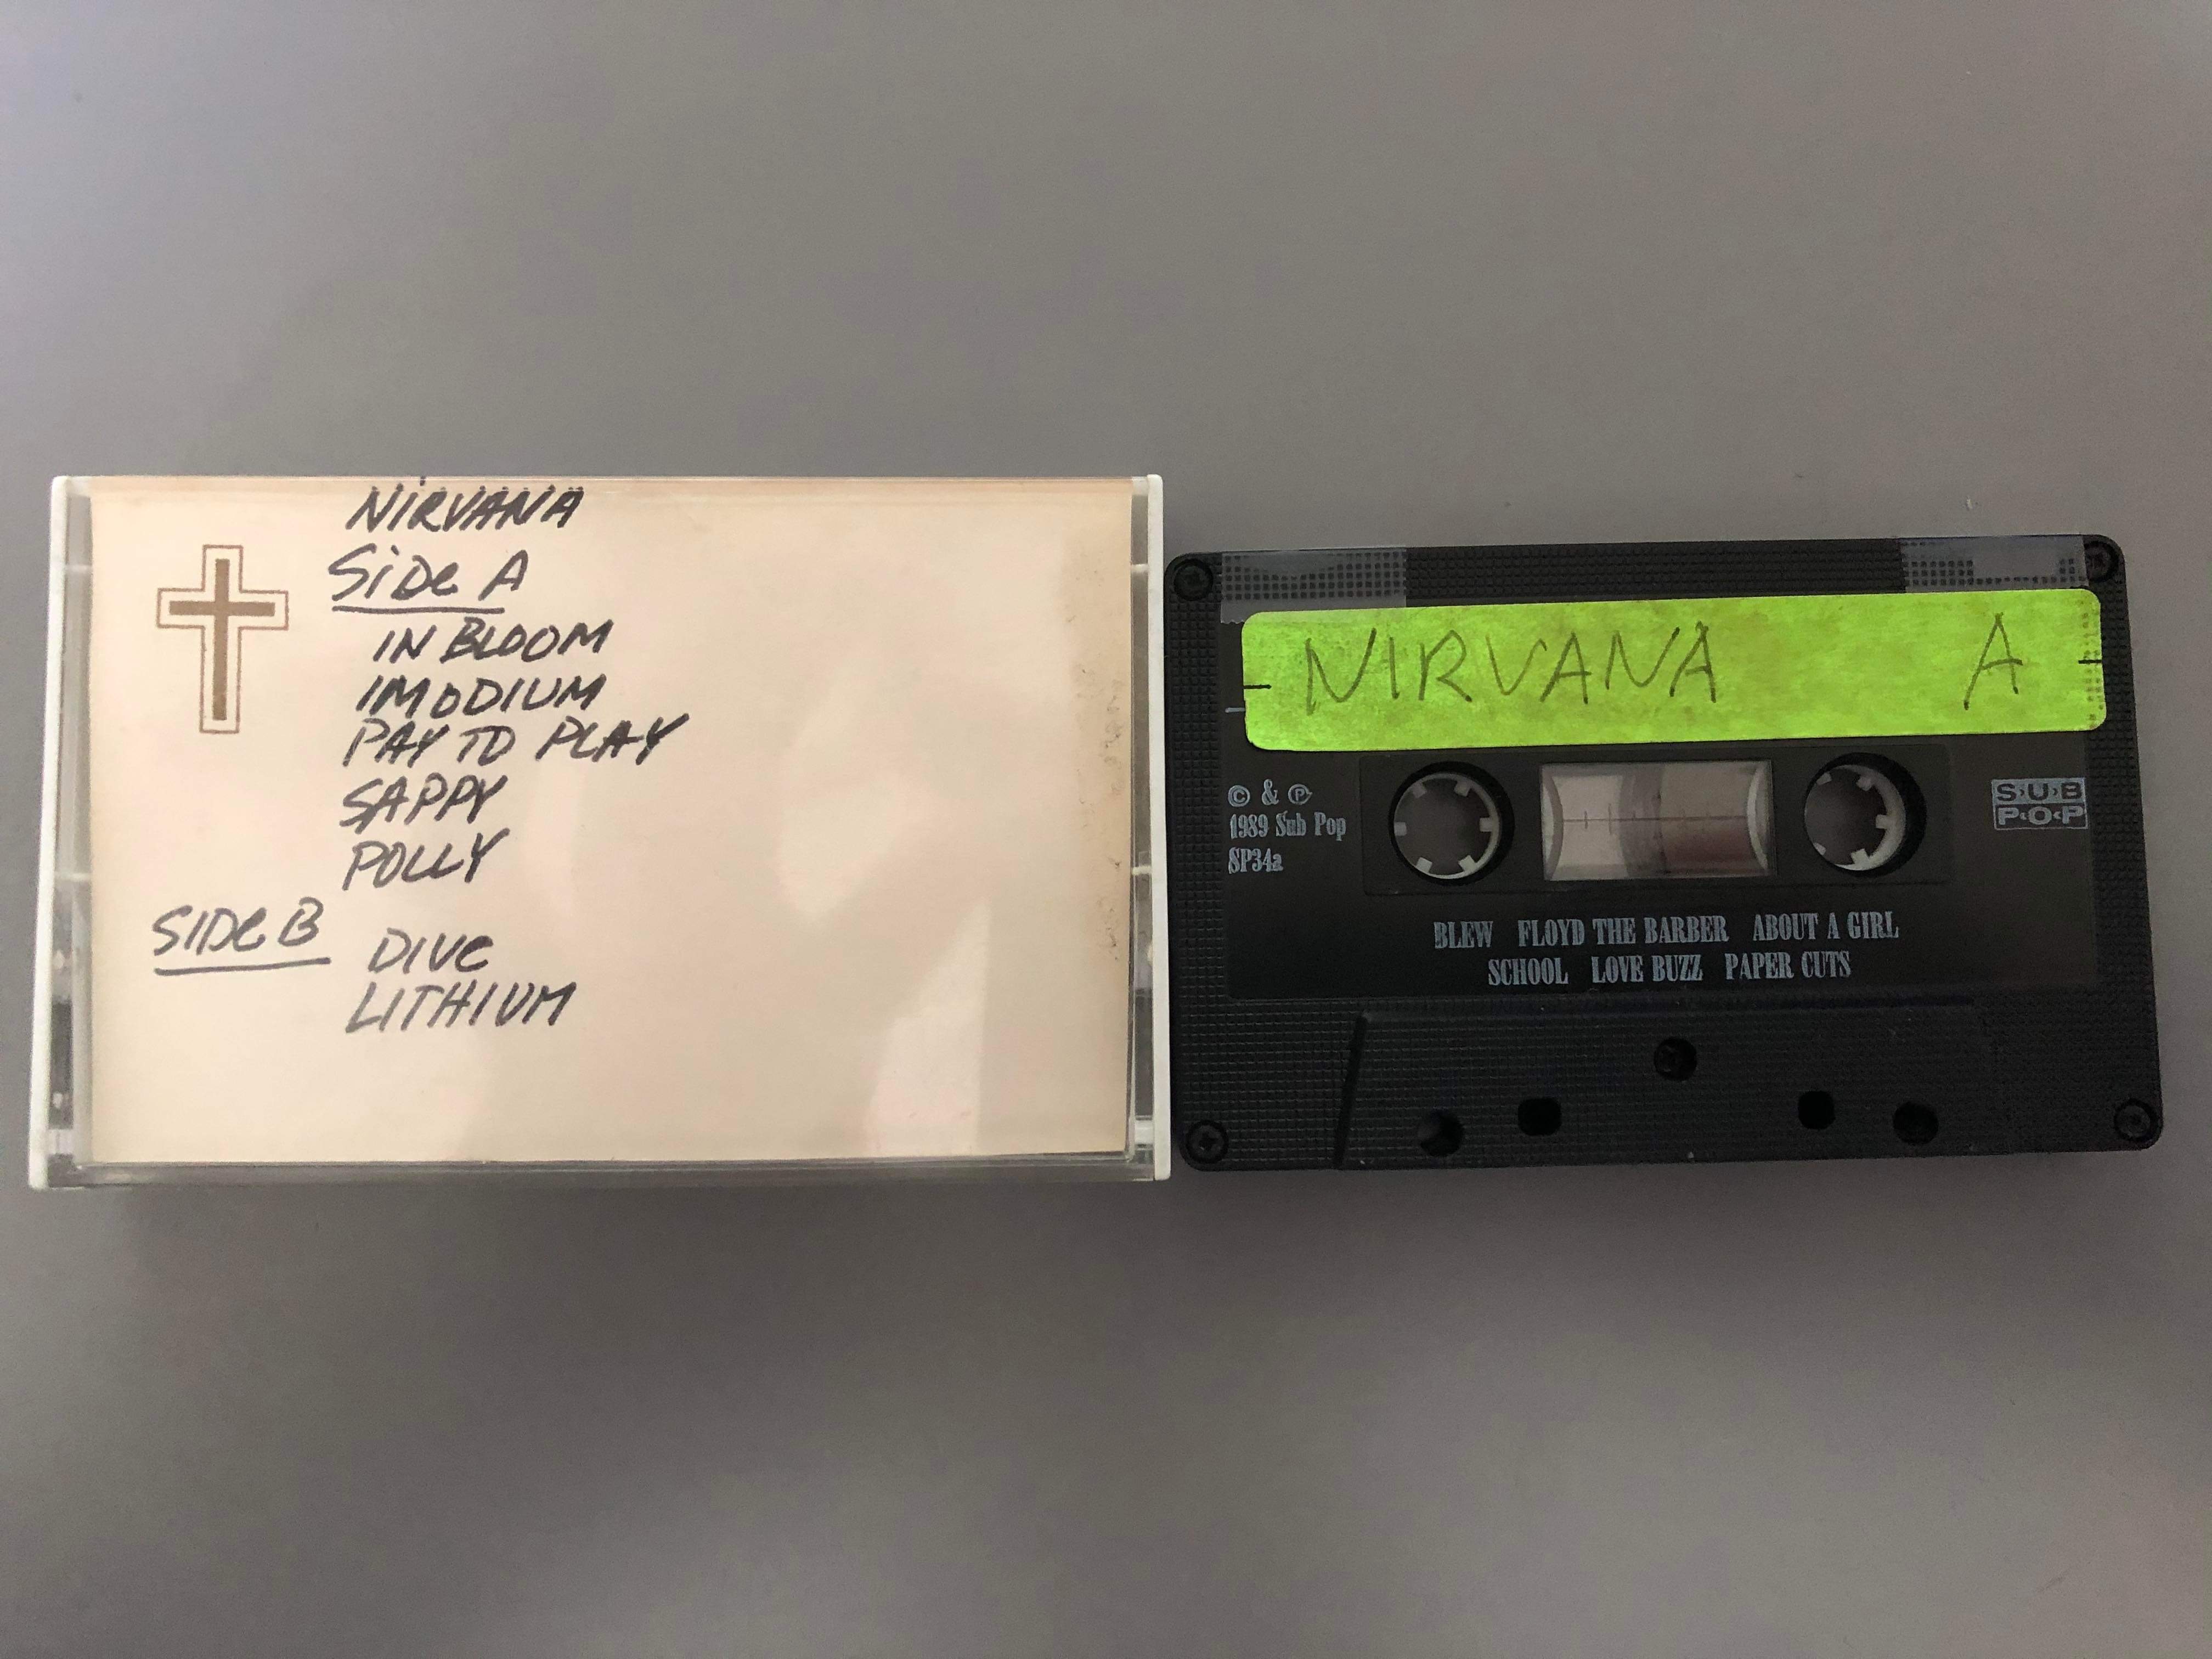 NIRVANA
Side A
IN BLOOM
IMODIUM
PAY TO PLAY
SAPPY
POLLY
SIDE B
DIVE
LITHIUM
NIRVANA A
© & ℗
1989 Sub Pop
SP34a
SUB
POP
BLEW FLOYD THE BARBER ABOUT A GIRL
SCHOOL LOVE BUZZ PAPER CUTS